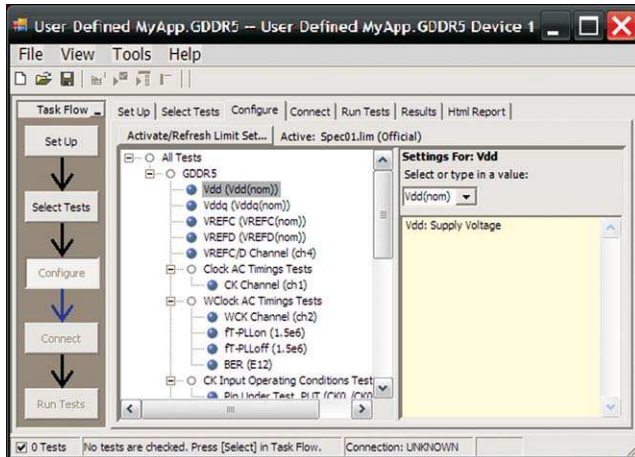 User Defined MyApp.GDDR5 -- User Defined MyApp.GDDR5 Device 1
File View Tools Help
Task Flow
Set Up
Select Tests
Configure
Connect
Run Tests
Set Up Select Tests Configure Connect Run Tests Results Html Report
Activate/Refresh Limit Set... Active: Spec01.lim (Official)
All Tests
GDDR5
Vdd (Vdd(nom))
Vddq (Vddq(nom))
VREFC (VREFC(nom))
VREFD (VREFD(nom))
VREFC/D Channel (ch4)
Clock AC Timings Tests
CK Channel (ch1)
WClock AC Timings Tests
WCK Channel (ch2)
fT-PLLon (1.5e6)
fT-PLLoff (1.5e6)
BER (E12)
CK Input Operating Conditions Test
Pin Under Test, PUT (CK0, /CK0
Settings For: Vdd
Select or type in a value:
Vdd(nom)
Vdd: Supply Voltage
0 Tests No tests are checked. Press [Select] in Task Flow. Connection: UNKNOWN